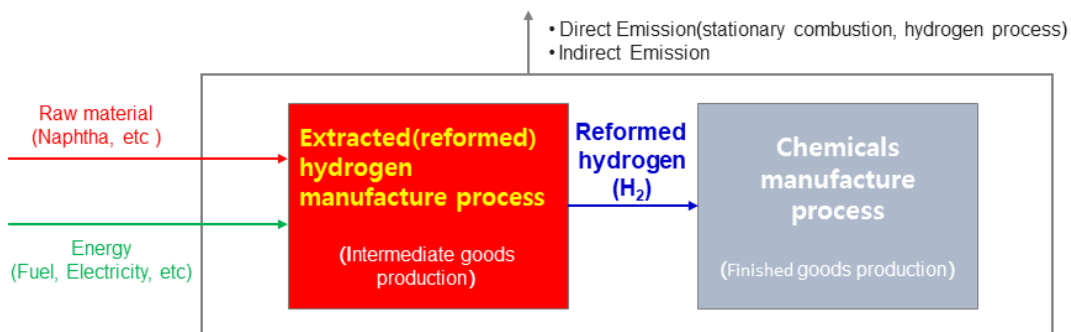 • Direct Emission(stationary combustion, hydrogen process)
• Indirect Emission
Raw material
(Naphtha, etc )
Energy
(Fuel, Electricity, etc)
Extracted(reformed)
hydrogen
manufacture process
(Intermediate goods
production)
Reformed
hydrogen
(H₂)
Chemicals
manufacture
process
(Finished goods production)